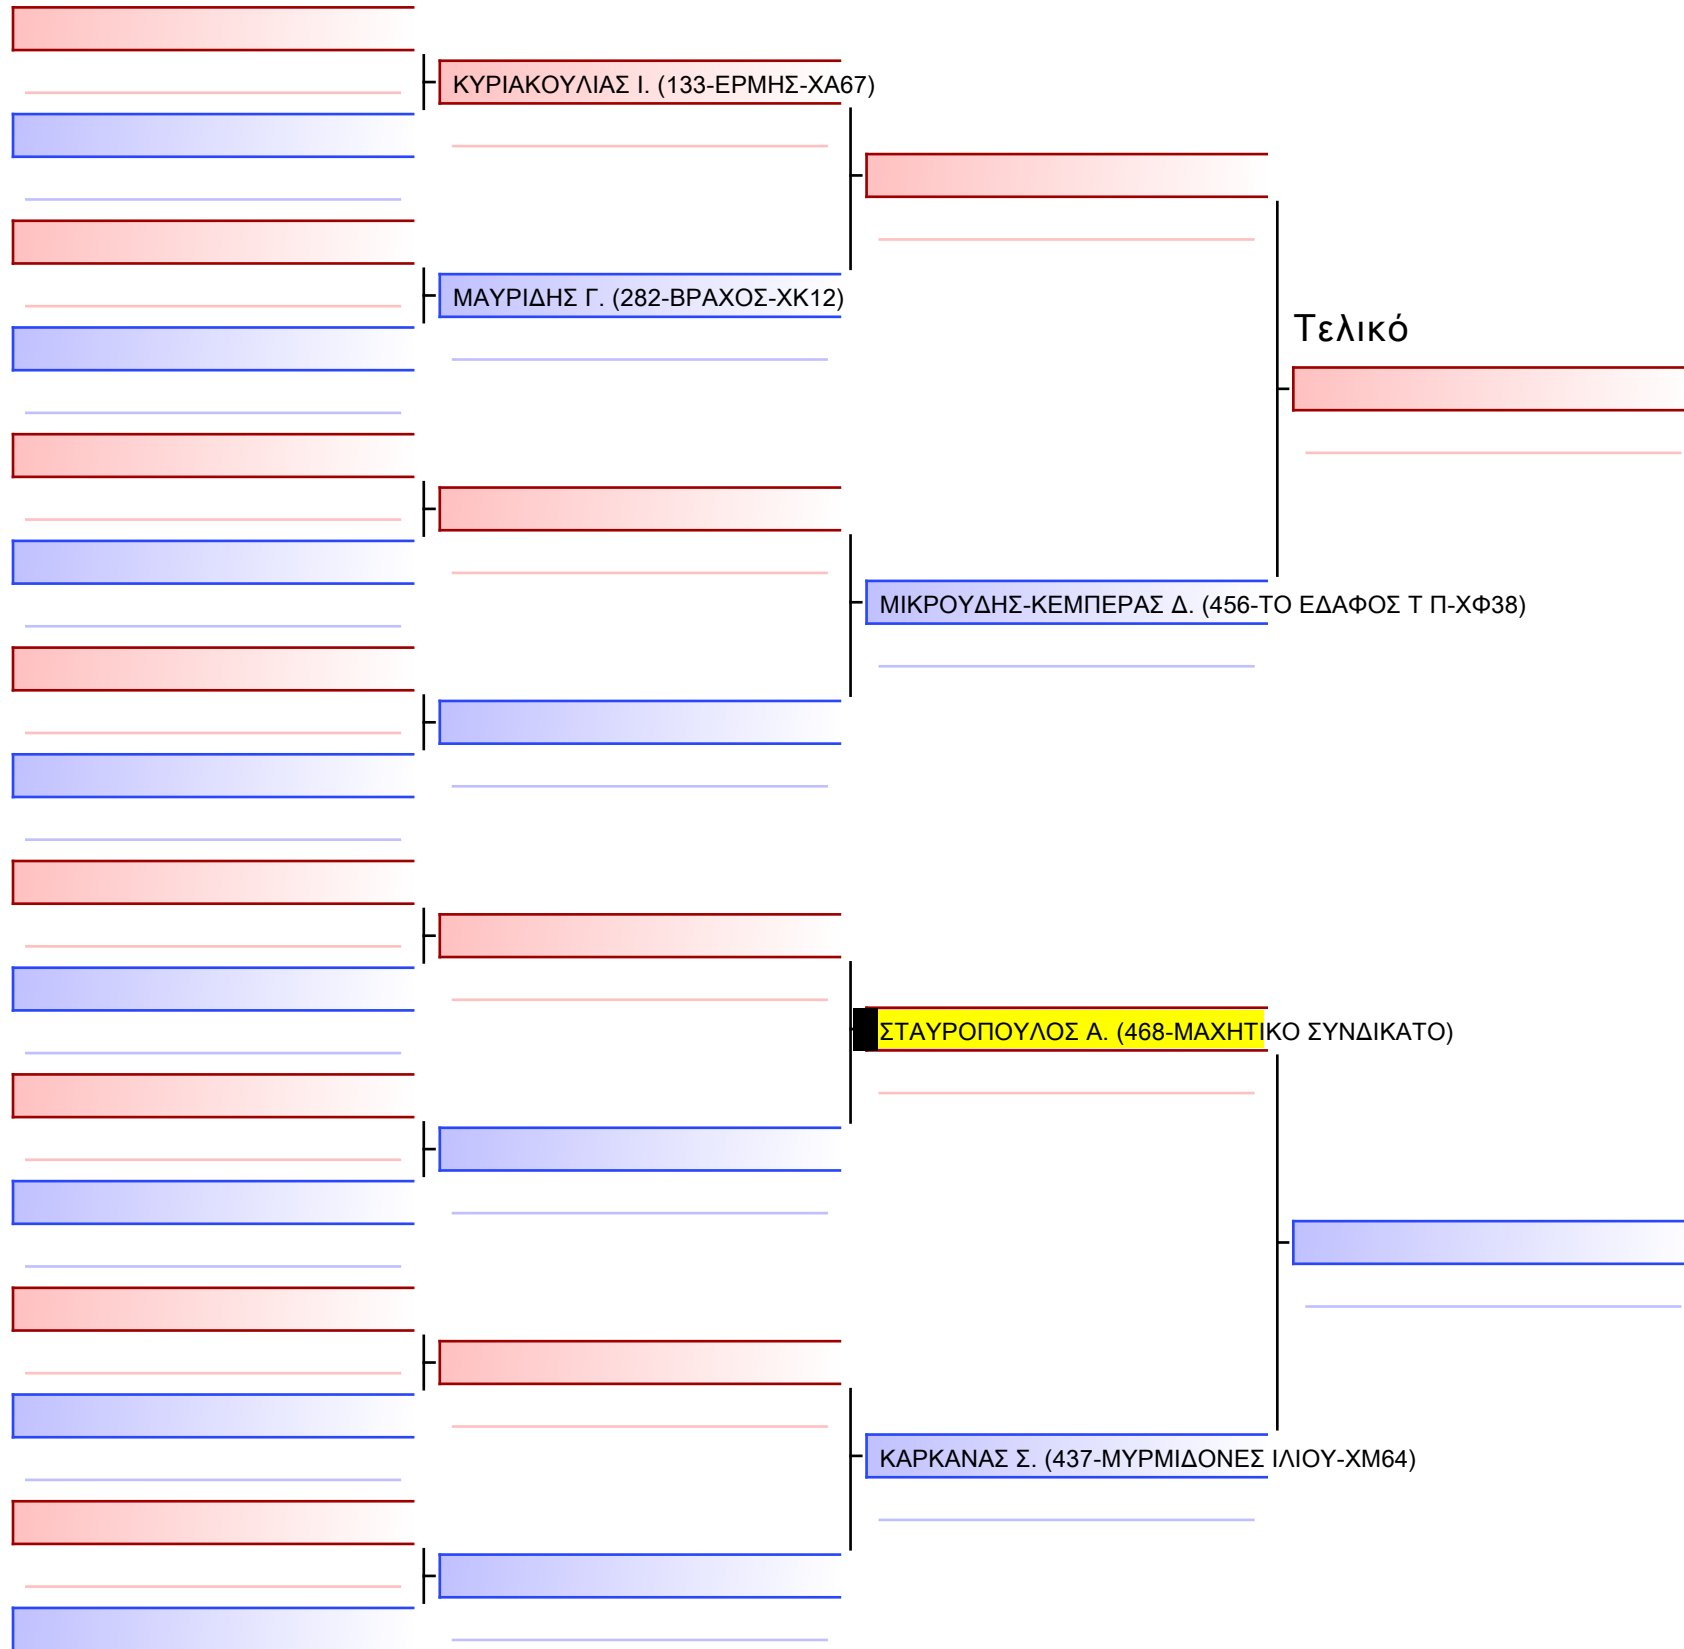 ΚΥΡΙΑΚΟΥΛΙΑΣ Ι. (133-ΕΡΜΗΣ-ΧΑ67)
ΜΑΥΡΙΔΗΣ Γ. (282-ΒΡΑΧΟΣ-ΧΚ12)
Τελικό
ΜΙΚΡΟΥΔΗΣ-ΚΕΜΠΕΡΑΣ Δ. (456-ΤΟ ΕΔΑΦΟΣ Τ Π-ΧΦ38)
ΣΤΑΥΡΟΠΟΥΛΟΣ Α. (468-ΜΑΧΗΤΙΚΟ ΣΥΝΔΙΚΑΤΟ)
ΚΑΡΚΑΝΑΣ Σ. (437-ΜΥΡΜΙΔΟΝΕΣ ΙΛΙΟΥ-ΧΜ64)